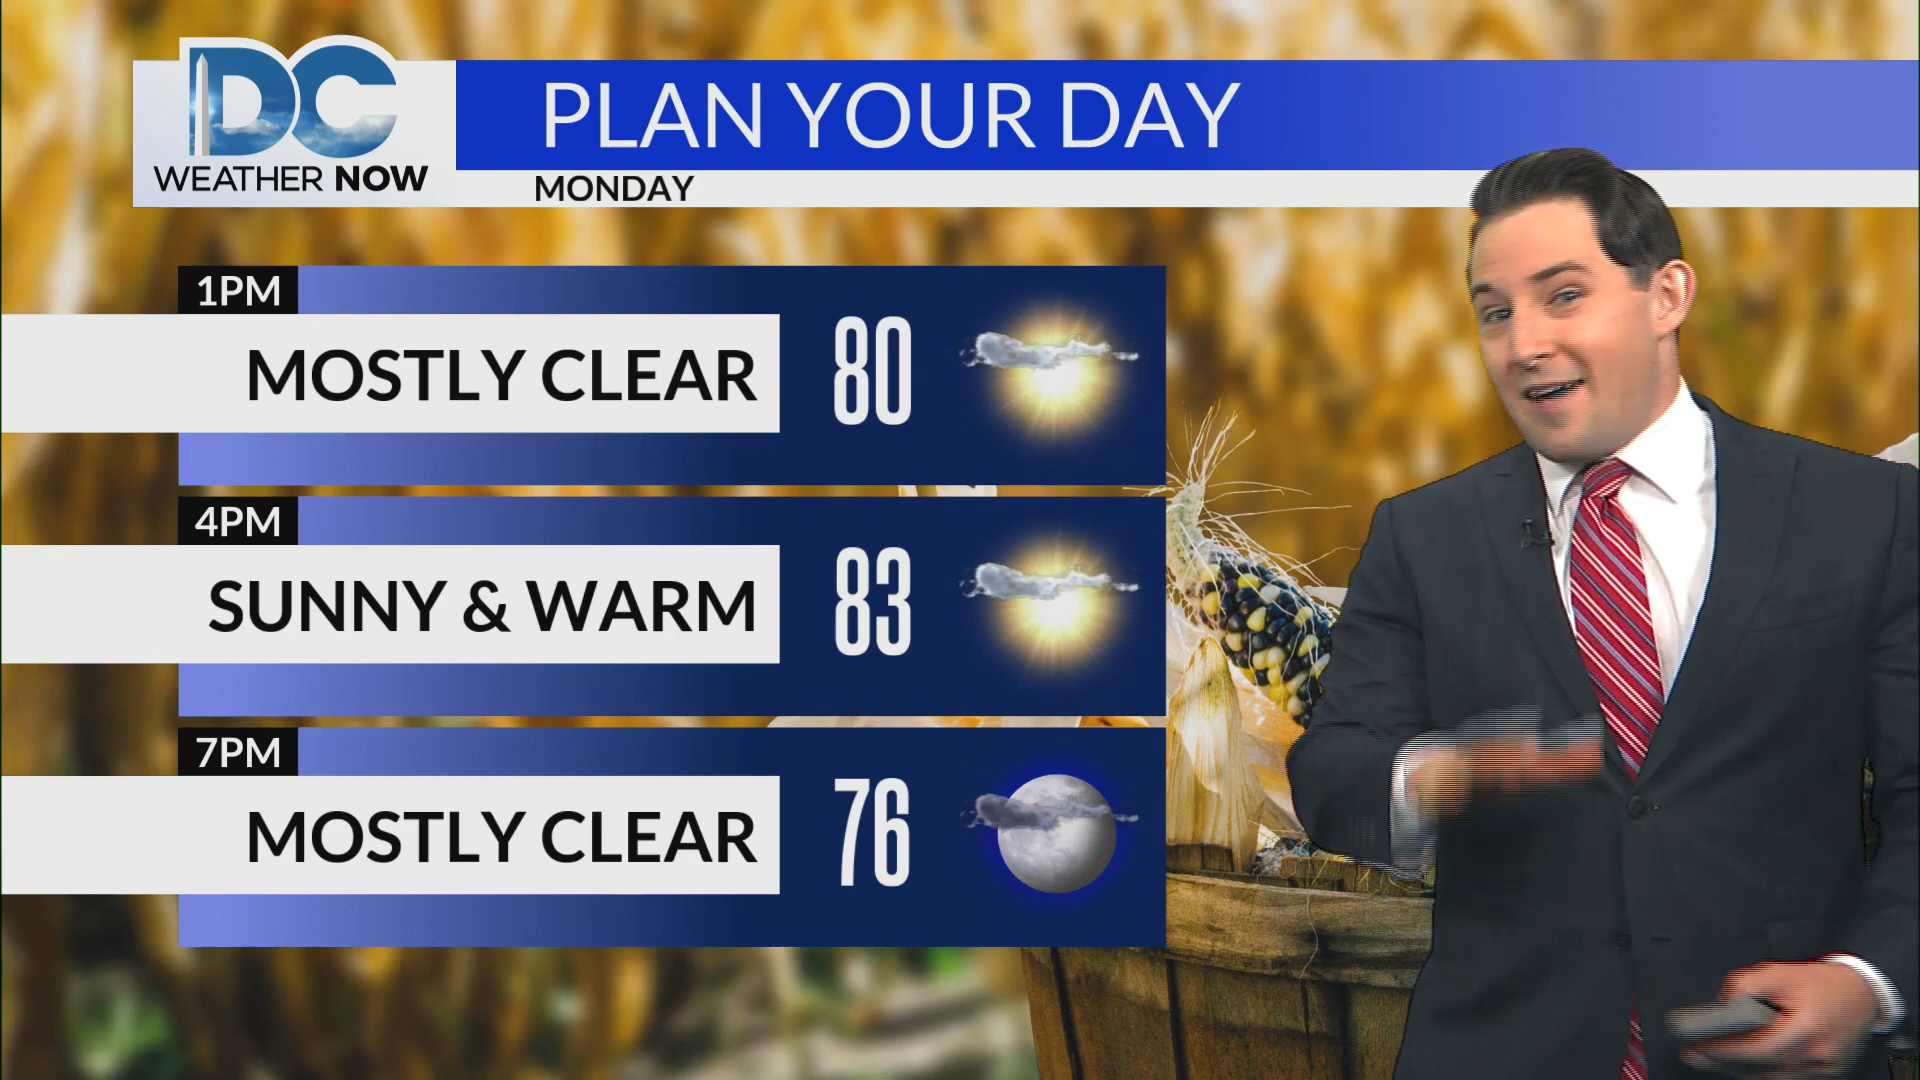 DC
WEATHER NOW
PLAN YOUR DAY
MONDAY
1PM
MOSTLY CLEAR
80
4PM
SUNNY & WARM
83
7PM
MOSTLY CLEAR
76